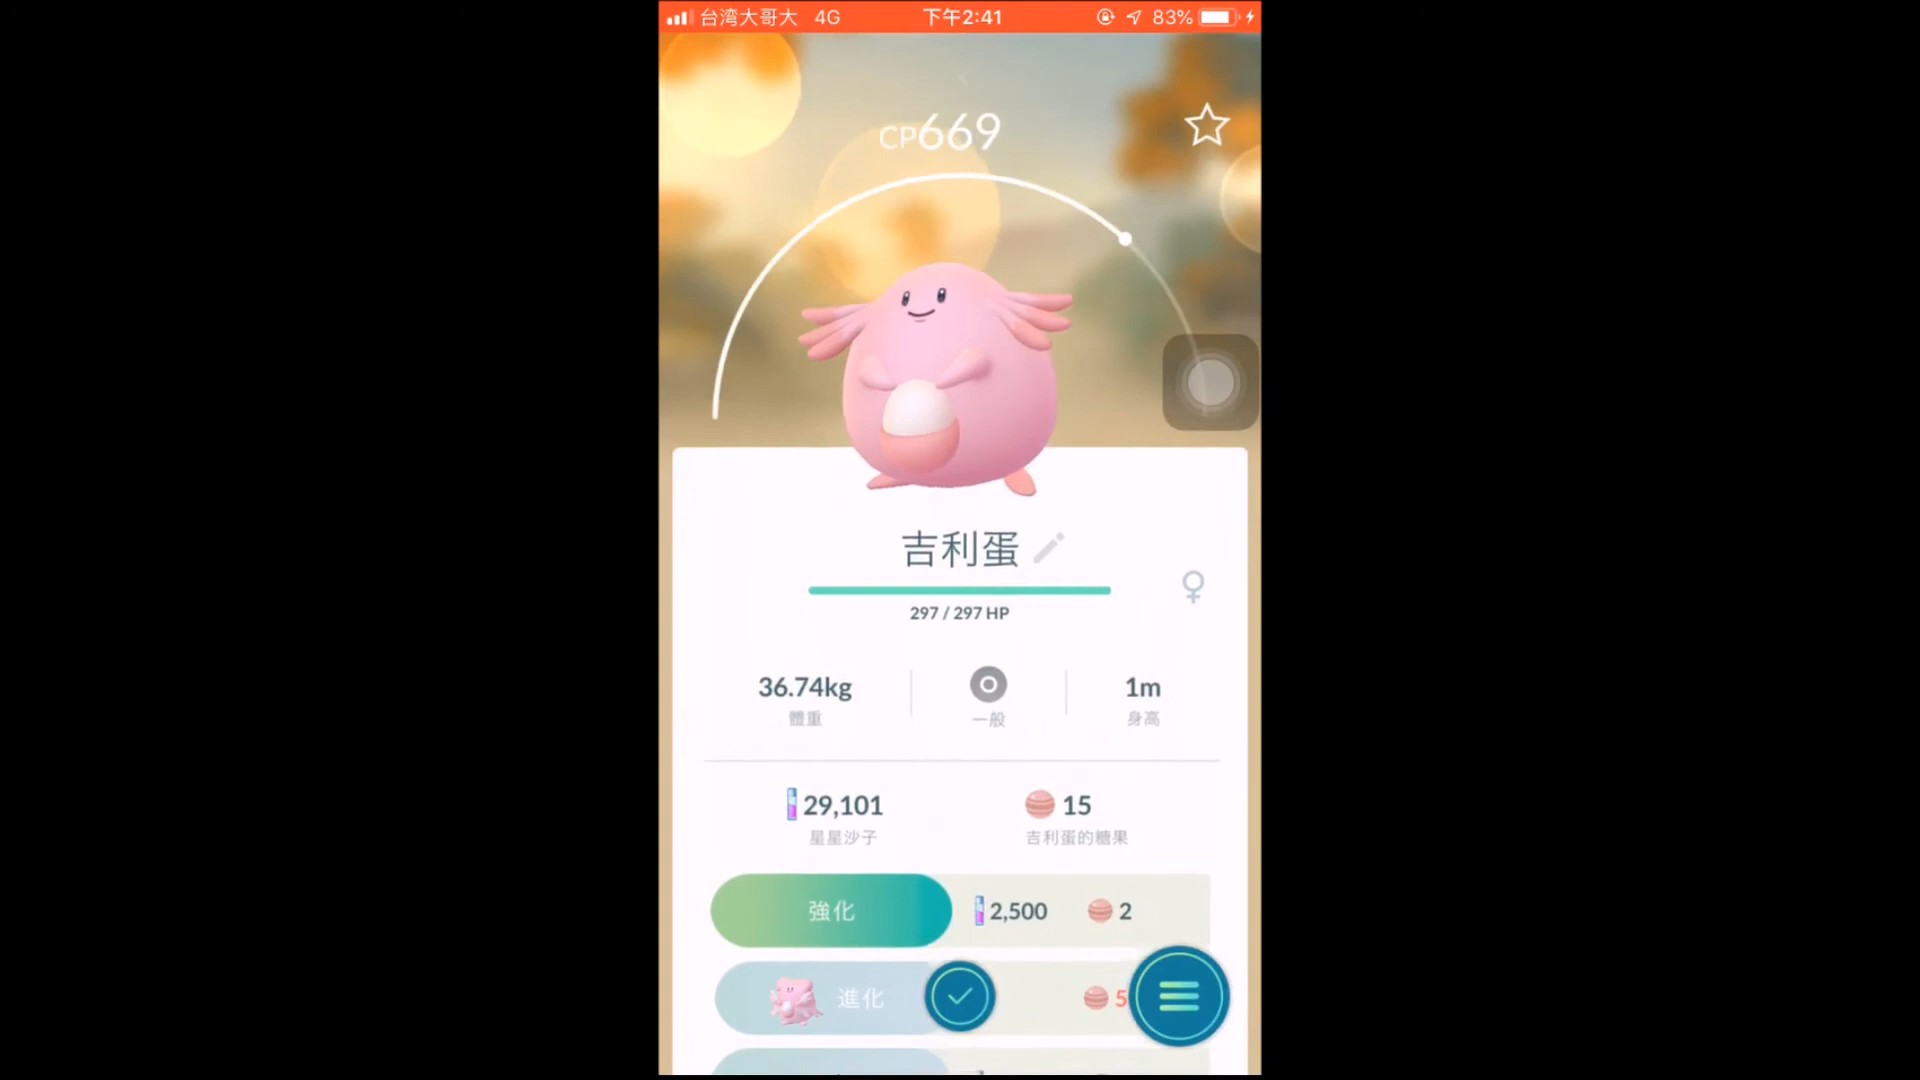 台湾大哥大 4G 下午2:41 83%
CP669
吉利蛋
297 / 297 HP
36.74kg 1m
體重 一般 身高
29,101 15
星星沙子 吉利蛋的糖果
強化 2,500 2
進化 5